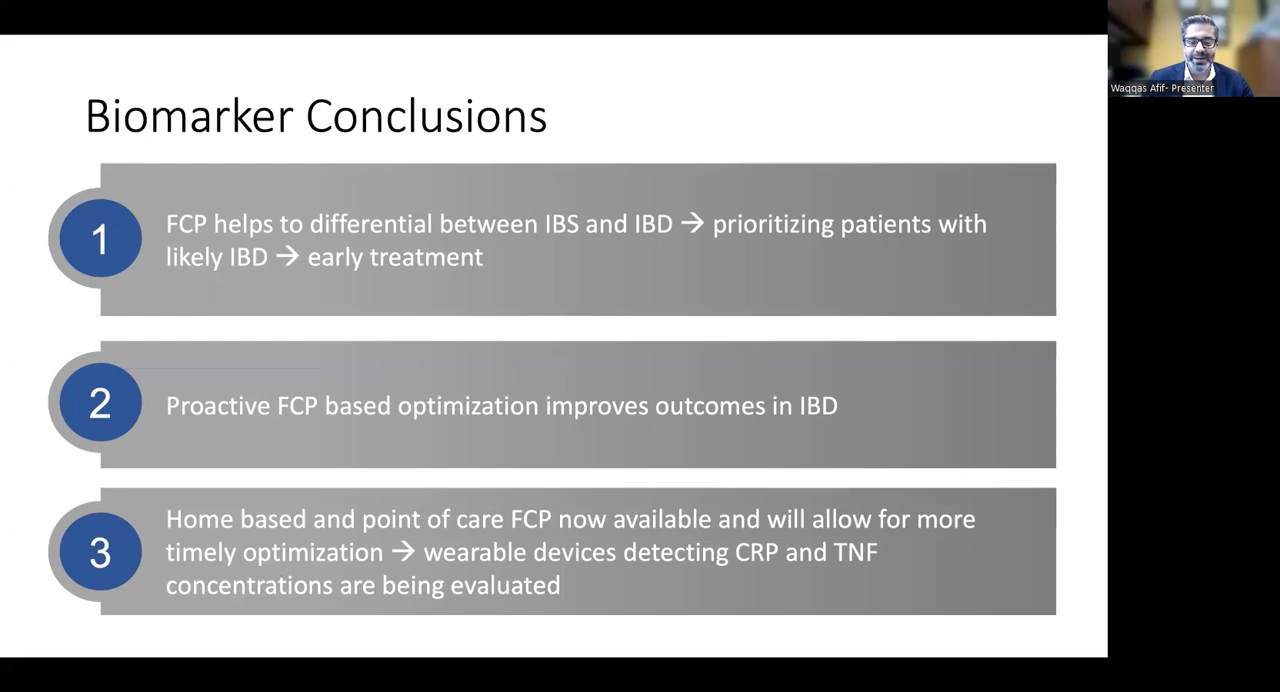 Waqqas Afif- Presenter
Biomarker Conclusions
1
FCP helps to differential between IBS and IBD → prioritizing patients with
likely IBD → early treatment
2
Proactive FCP based optimization improves outcomes in IBD
3
Home based and point of care FCP now available and will allow for more
timely optimization → wearable devices detecting CRP and TNF
concentrations are being evaluated